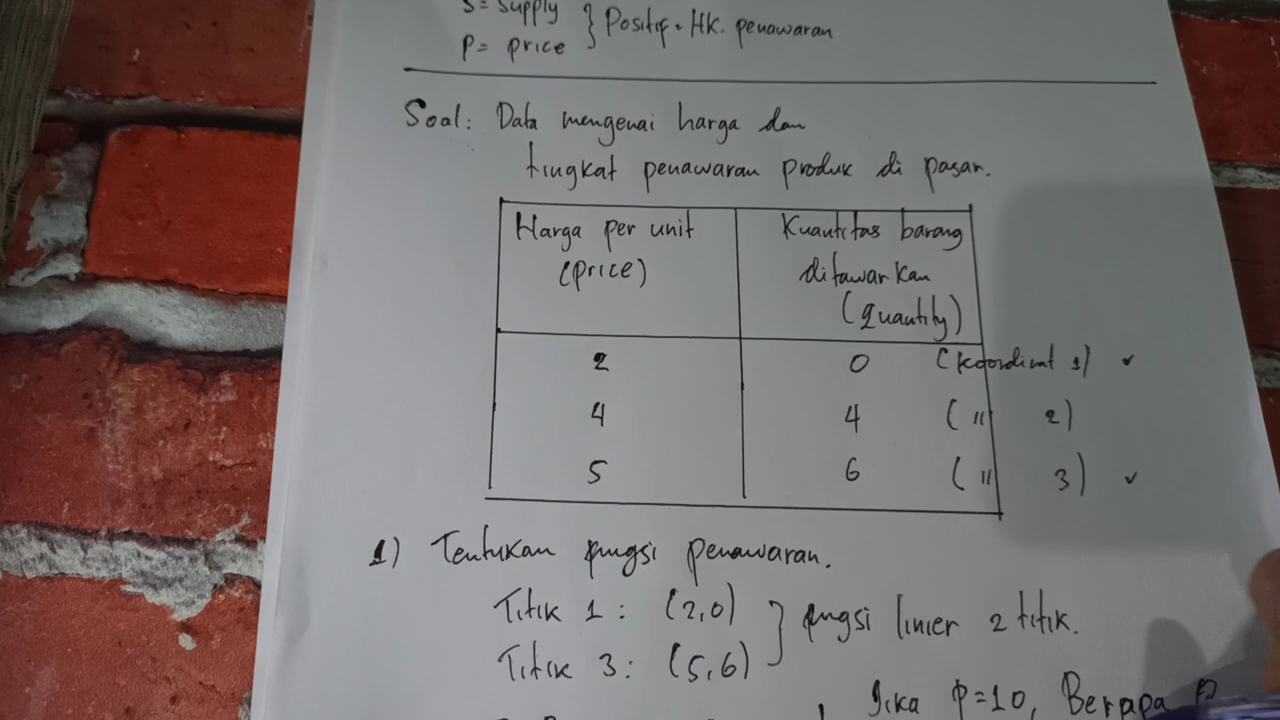 S = Supply } Positif = Hk. penawaran
P = price
Soal: Data mengenai harga dan
tingkat penawaran produk di pasar.
Harga per unit
(price)
Kuantitas barang
ditawarkan
(quantity)
2 0 (koordinat 1) ✓
4 4 ( " 2)
5 6 ( " 3) ✓
1) Tentukan fungsi penawaran.
Titik 1 : (2,0) } fungsi linier 2 titik.
Titik 3 : (5,6)
Jika P=10, Berapa